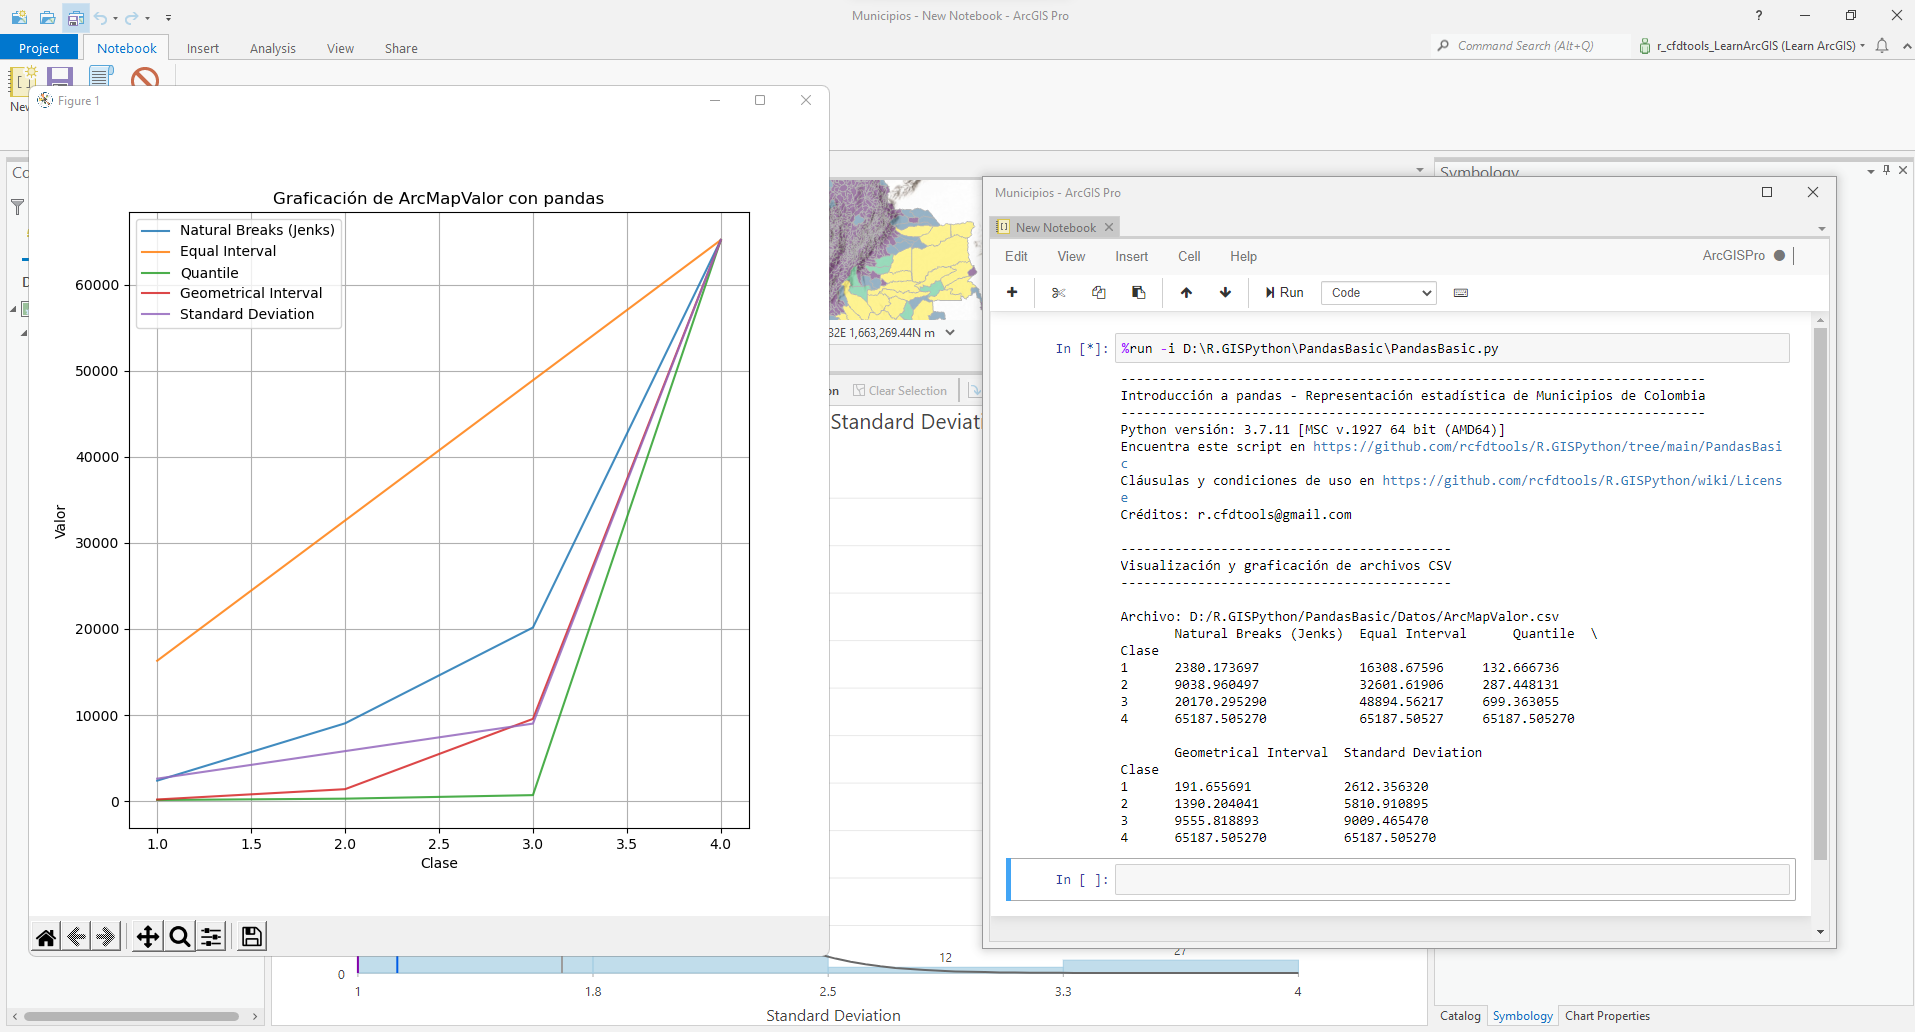 Municipios - New Notebook - ArcGIS Pro
?
Project
Notebook
Insert
Analysis
View
Share
Command Search (Alt+Q)
r_cfdtools_LearnArcGIS (Learn ArcGIS)
Figure 1
Graficación de ArcMapValor con pandas
Natural Breaks (Jenks)
Equal Interval
Quantile
Geometrical Interval
Standard Deviation
60000
50000
40000
30000
20000
10000
0
Valor
1.0 1.5 2.0 2.5 3.0 3.5 4.0
Clase
82E 1,663,269.44N m
Clear Selection
Standard Deviati
0
12
27
1 1.8 2.5 3.3 4
Standard Deviation
Municipios - ArcGIS Pro
New Notebook
Edit View Insert Cell Help
ArcGISPro
Run
Code
In [*]: %run -i D:\R.GISPython\PandasBasic\PandasBasic.py
----------------------------------------------------------------------------
Introducción a pandas - Representación estadística de Municipios de Colombia
----------------------------------------------------------------------------
Python versión: 3.7.11 [MSC v.1927 64 bit (AMD64)]
Encuentra este script en https://github.com/rcfdtools/R.GISPython/tree/main/PandasBasi
c
Cláusulas y condiciones de uso en https://github.com/rcfdtools/R.GISPython/wiki/Licens
e
Créditos: r.cfdtools@gmail.com
-------------------------------------------
Visualización y graficación de archivos CSV
-------------------------------------------
Archivo: D:/R.GISPython/PandasBasic/Datos/ArcMapValor.csv
Natural Breaks (Jenks) Equal Interval Quantile \
Clase
1 2380.173697 16308.67596 132.666736
2 9038.960497 32601.61906 287.448131
3 20170.295290 48894.56217 699.363055
4 65187.505270 65187.50527 65187.505270
Geometrical Interval Standard Deviation
Clase
1 191.655691 2612.356320
2 1390.204041 5810.910895
3 9555.818893 9009.465470
4 65187.505270 65187.505270
In [ ]:
Symbology
Catalog
Symbology
Chart Properties